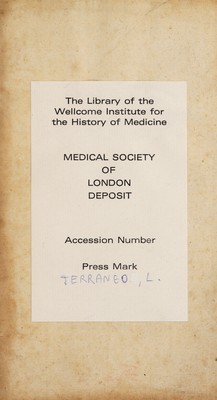 The Library of the
Wellcome Institute for
the History of Medicine
MEDICAL SOCIETY
OF
LONDON
DEPOSIT
Accession Number
Press Mark
TERRANEO, L.